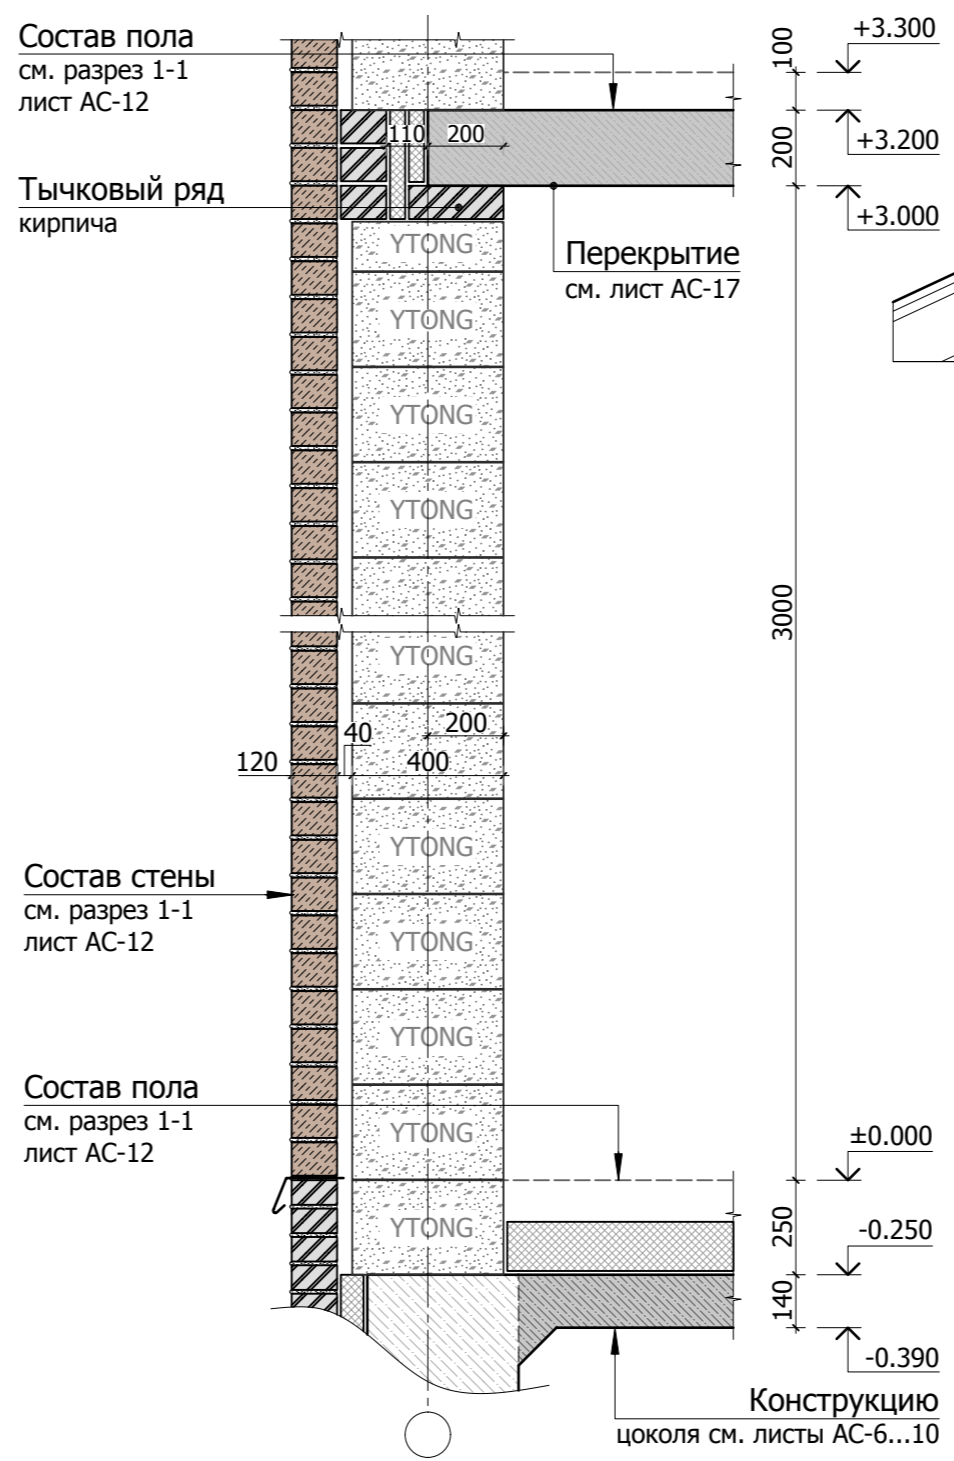 Состав пола
см. разрез 1-1
лист АС-12
100
+3.300
110
200
200
+3.200
Тычковый ряд
кирпича
+3.000
YTONG
Перекрытие
см. лист АС-17
YTONG
YTONG
YTONG
3000
YTONG
200
40
120
400
YTONG
Состав стены
см. разрез 1-1
лист АС-12
YTONG
YTONG
Состав пола
см. разрез 1-1
лист АС-12
YTONG
±0.000
YTONG
250
-0.250
140
-0.390
Конструкцию
цоколя см. листы АС-6...10